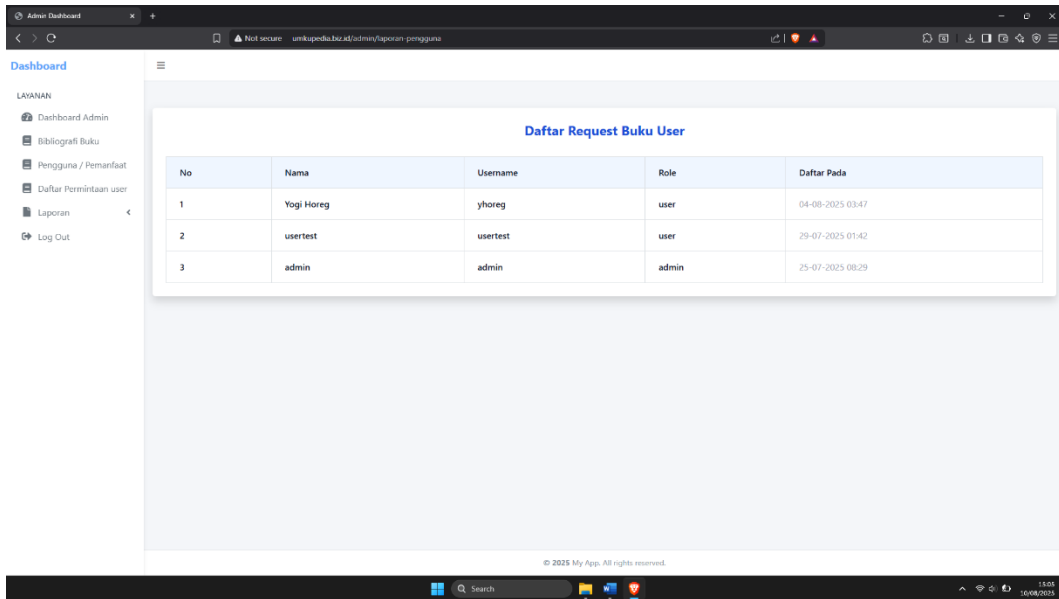 Admin Dashboard
Not secure umkupedia.biz.id/admin/laporan-pengguna
Dashboard
LAYANAN
Dashboard Admin
Bibliografi Buku
Pengguna / Pemanfaat
Daftar Permintaan user
Laporan
Log Out
Daftar Request Buku User
No Nama Username Role Daftar Pada
1 Yogi Horeg yhoreg user 04-08-2025 03:47
2 usertest usertest user 29-07-2025 01:42
3 admin admin admin 25-07-2025 08:29
© 2025 My App. All rights reserved.
Search
15:05
10/08/2025